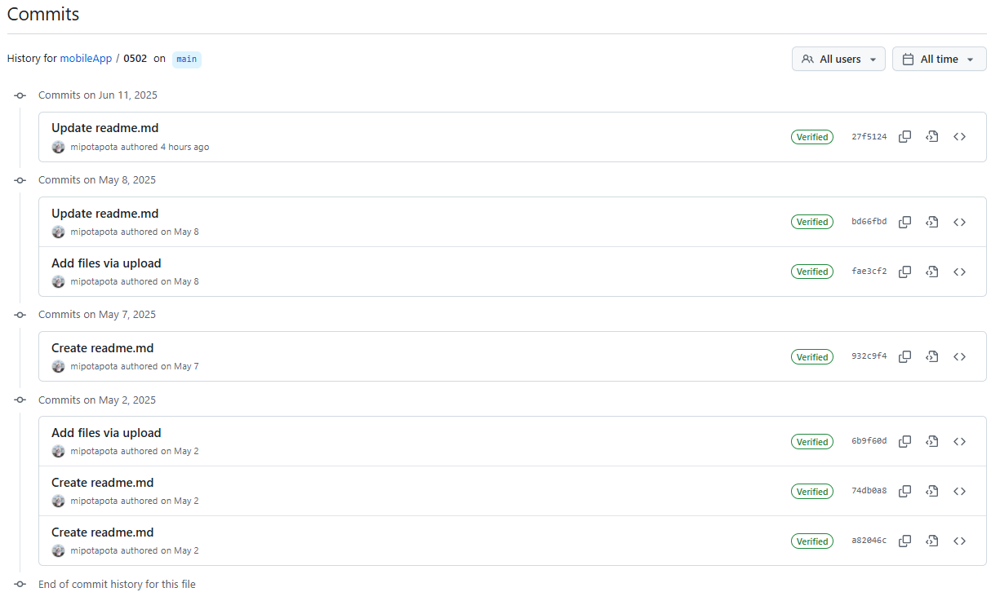 Commits
History for mobileApp / 0502 on main
All users
All time
Commits on Jun 11, 2025
Update readme.md
mipotapota authored 4 hours ago
Verified
27f5124
Commits on May 8, 2025
Update readme.md
mipotapota authored on May 8
Verified
bd66fbd
Add files via upload
mipotapota authored on May 8
Verified
fae3cf2
Commits on May 7, 2025
Create readme.md
mipotapota authored on May 7
Verified
932c9f4
Commits on May 2, 2025
Add files via upload
mipotapota authored on May 2
Verified
6b9f60d
Create readme.md
mipotapota authored on May 2
Verified
74db0a8
Create readme.md
mipotapota authored on May 2
Verified
a82046c
End of commit history for this file